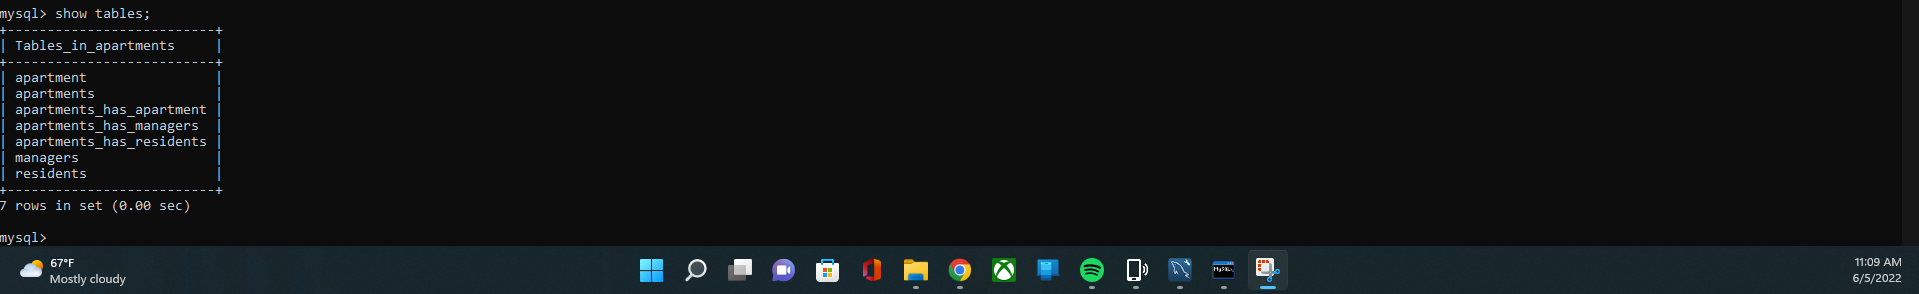 mysql> show tables;
+--------------------------+
| Tables_in_apartments     |
+--------------------------+
| apartment                |
| apartments               |
| apartments_has_apartment |
| apartments_has_managers  |
| apartments_has_residents |
| managers                 |
| residents                |
+--------------------------+
7 rows in set (0.00 sec)
mysql>
67°F
Mostly cloudy
11:09 AM
6/5/2022